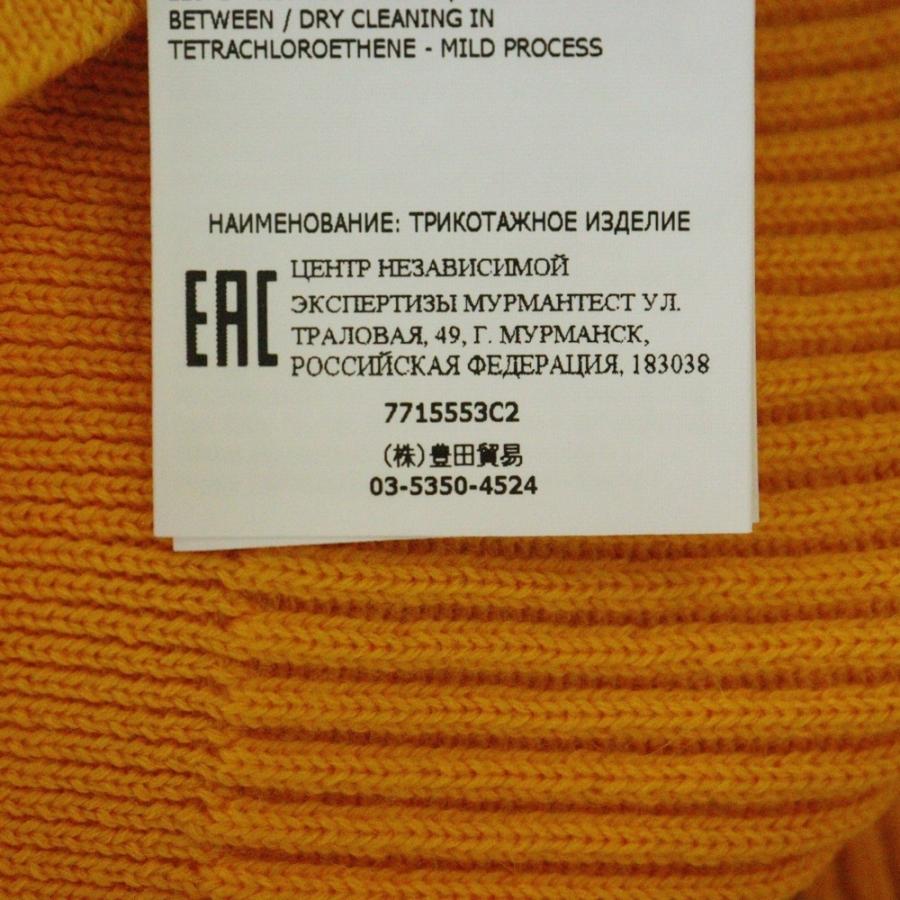 BETWEEN / DRY CLEANING IN
TETRACHLOROETHENE - MILD PROCESS
НАИМЕНОВАНИЕ: ТРИКОТАЖНОЕ ИЗДЕЛИЕ
EAC
ЦЕНТР НЕЗАВИСИМОЙ
ЭКСПЕРТИЗЫ МУРМАНТЕСТ УЛ.
ТРАЛОВАЯ, 49, Г. МУРМАНСК,
РОССИЙСКАЯ ФЕДЕРАЦИЯ, 183038
7715553C2
(株)豊田貿易
03-5350-4524